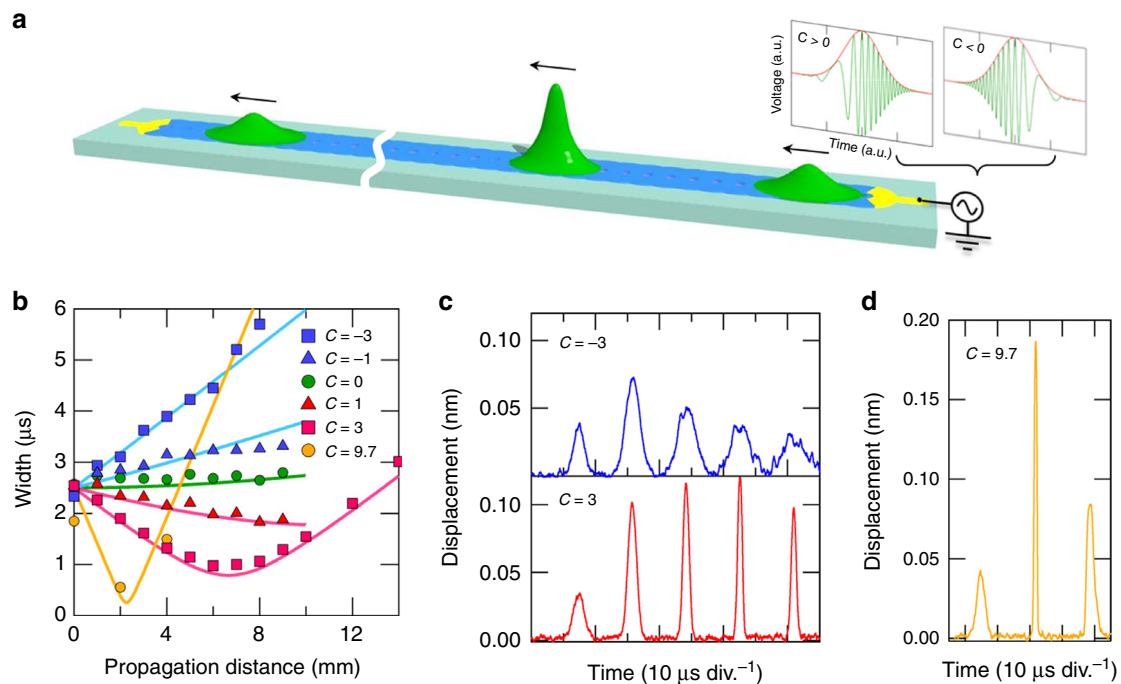 a
C > 0
C < 0
Voltage (a.u.)
Time (a.u.)
b
6
5
4
3
2
1
0
Width (µs)
C = –3
C = –1
C = 0
C = 1
C = 3
C = 9.7
0
4
8
12
Propagation distance (mm)
c
0.10
0.05
C = –3
0.10
0.05
0.00
C = 3
Displacement (nm)
Time (10 µs div.⁻¹)
d
0.20
0.15
0.10
0.05
0.00
C = 9.7
Displacement (nm)
Time (10 µs div.⁻¹)